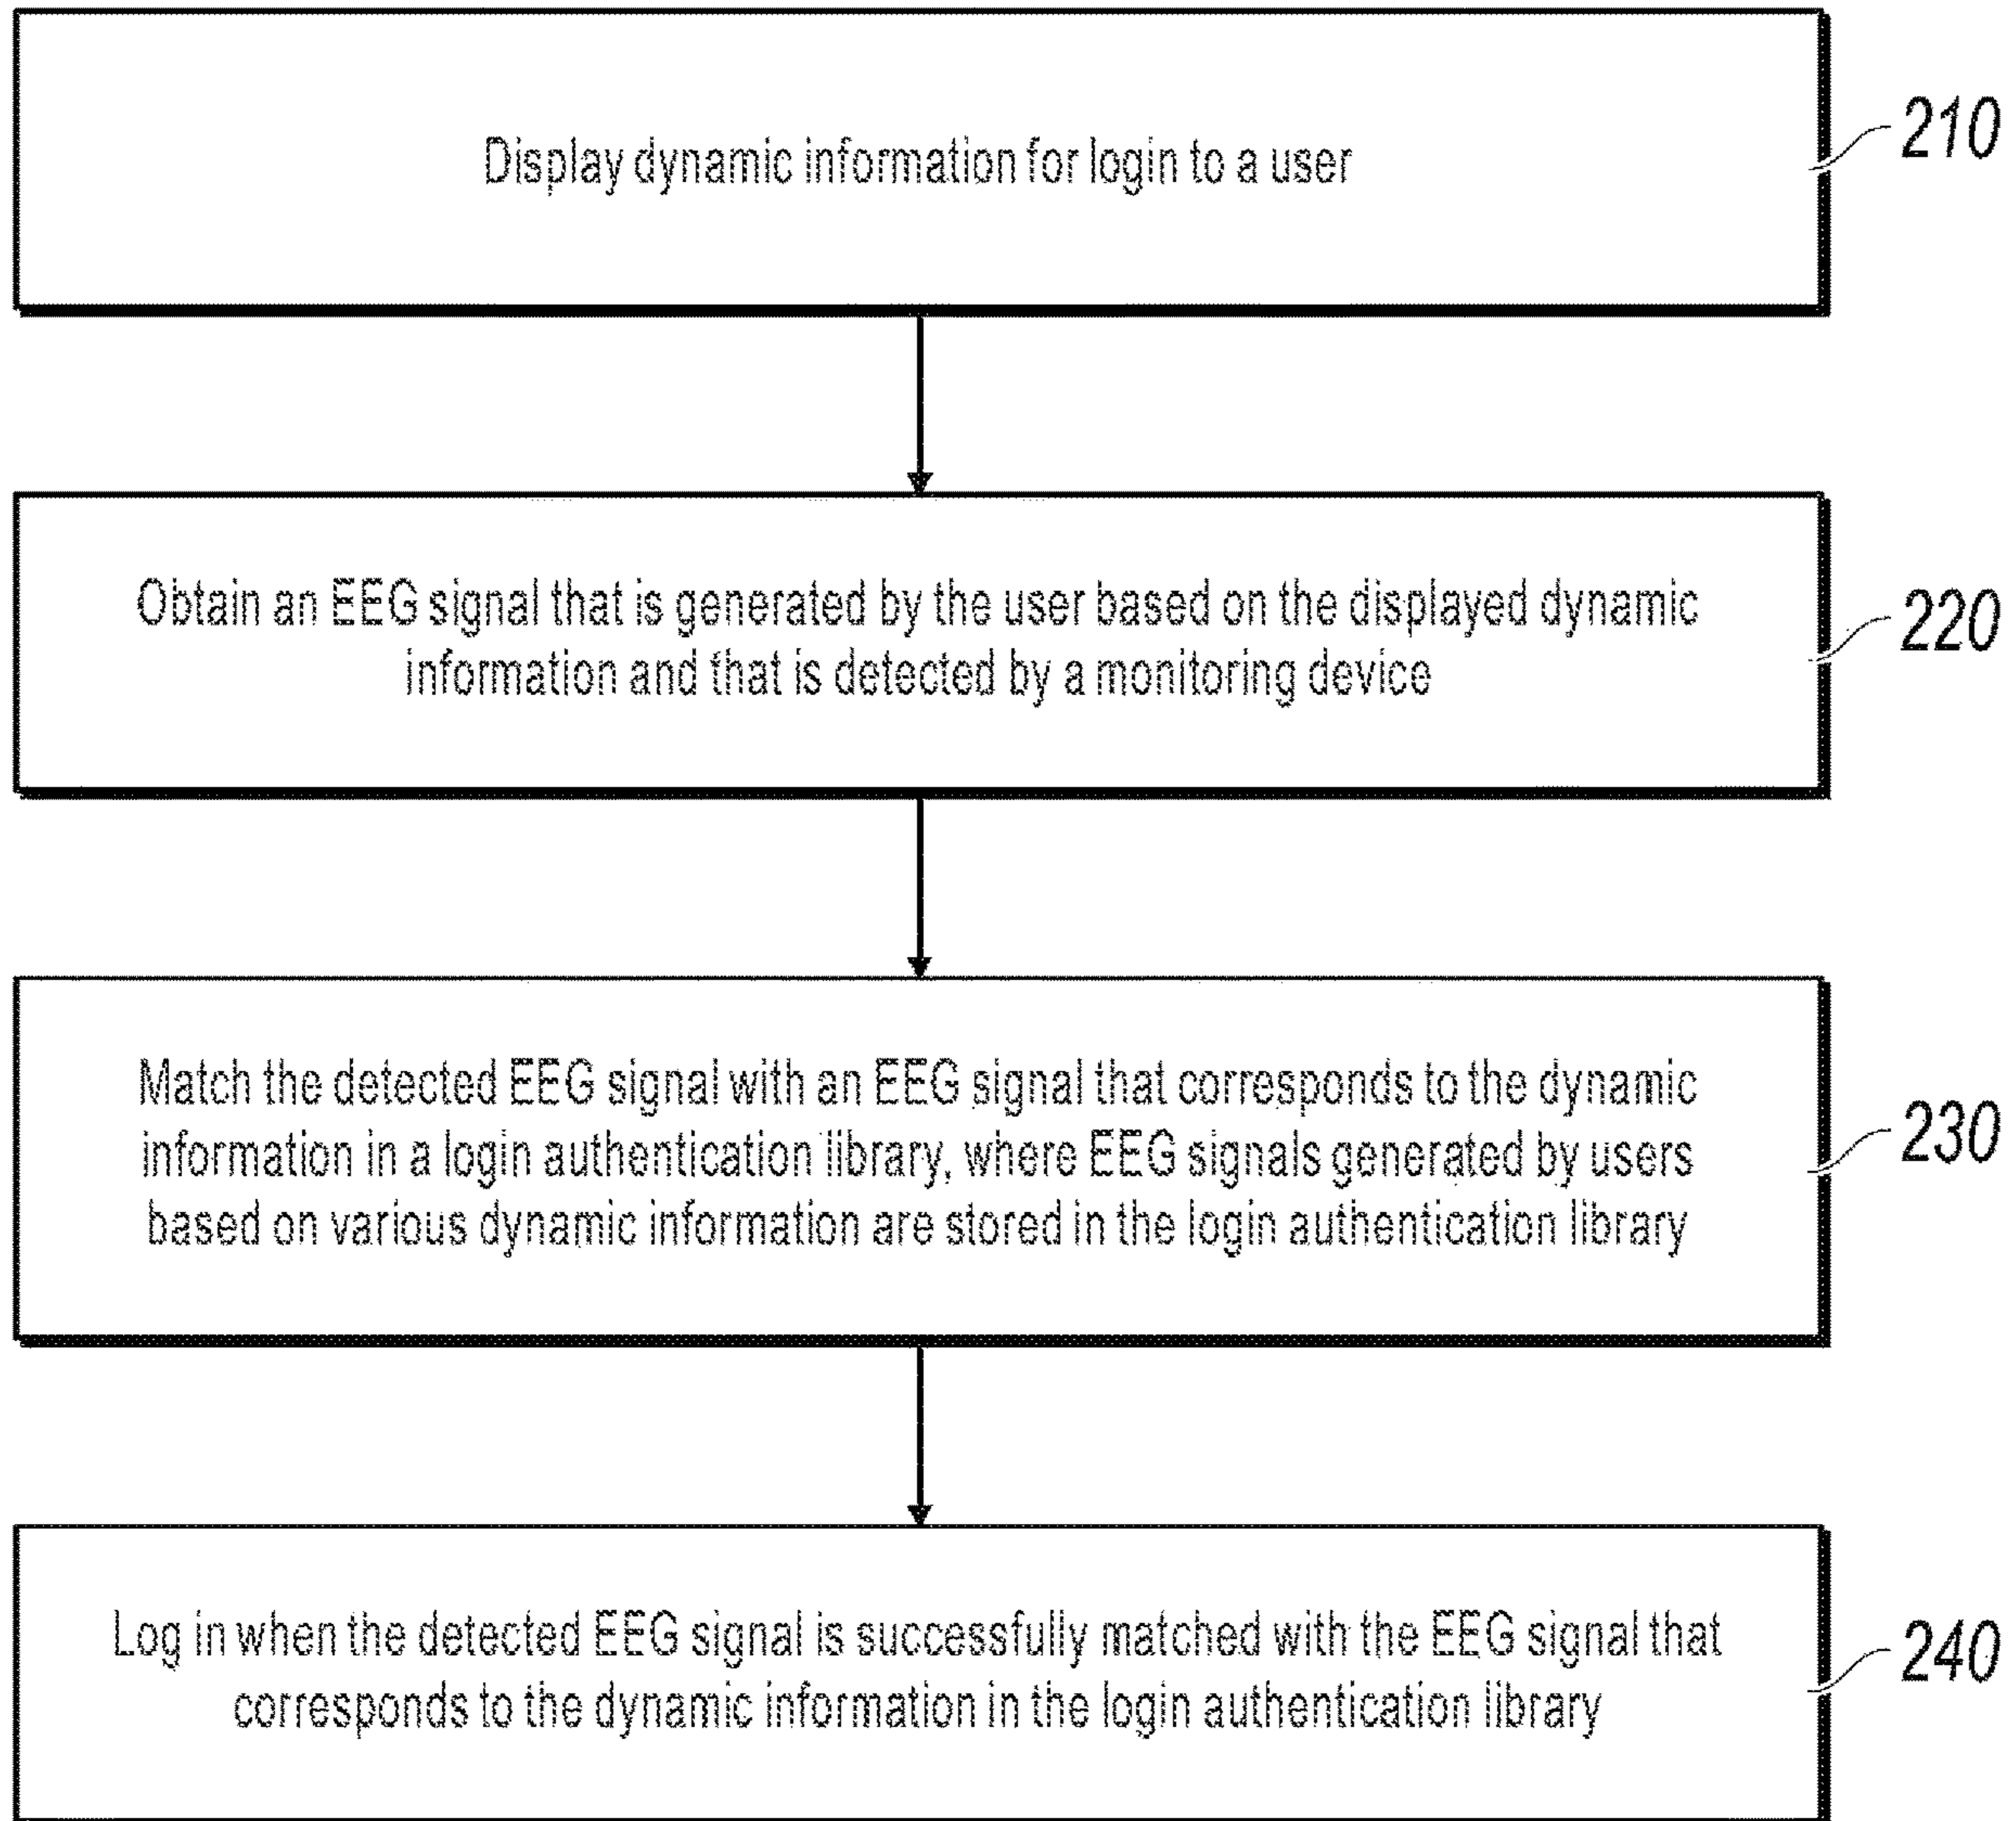 Display dynamic information for login to a user
210
Obtain an EEG signal that is generated by the user based on the displayed dynamic
information and that is detected by a monitoring device
220
Match the detected EEG signal with an EEG signal that corresponds to the dynamic
information in a login authentication library, where EEG signals generated by users
based on various dynamic information are stored in the login authentication library
230
Log in when the detected EEG signal is successfully matched with the EEG signal that
corresponds to the dynamic information in the login authentication library
240